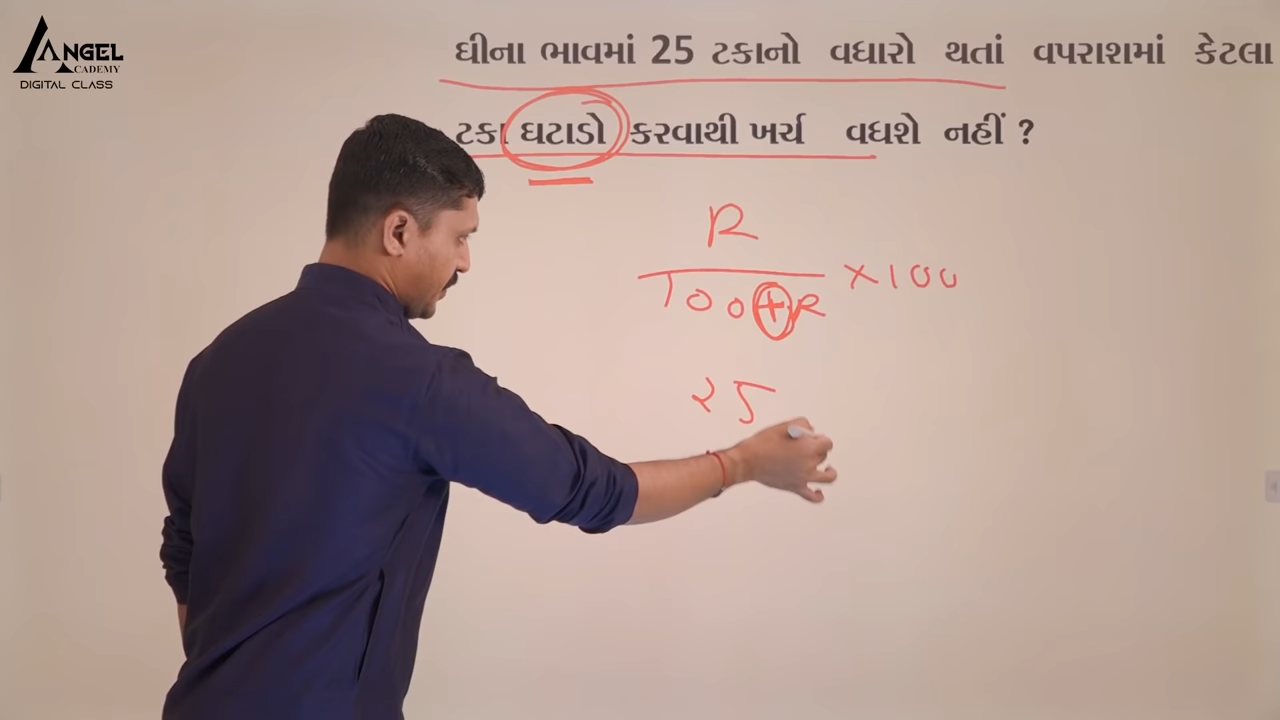 ANGEL
ACADEMY
DIGITAL CLASS
ઘીના ભાવમાં 25 ટકાનો વધારો થતાં વપરાશમાં કેટલા
ટકા ઘટાડો કરવાથી ખર્ચ વધશે નહીં ?
R
100+R ×100
25